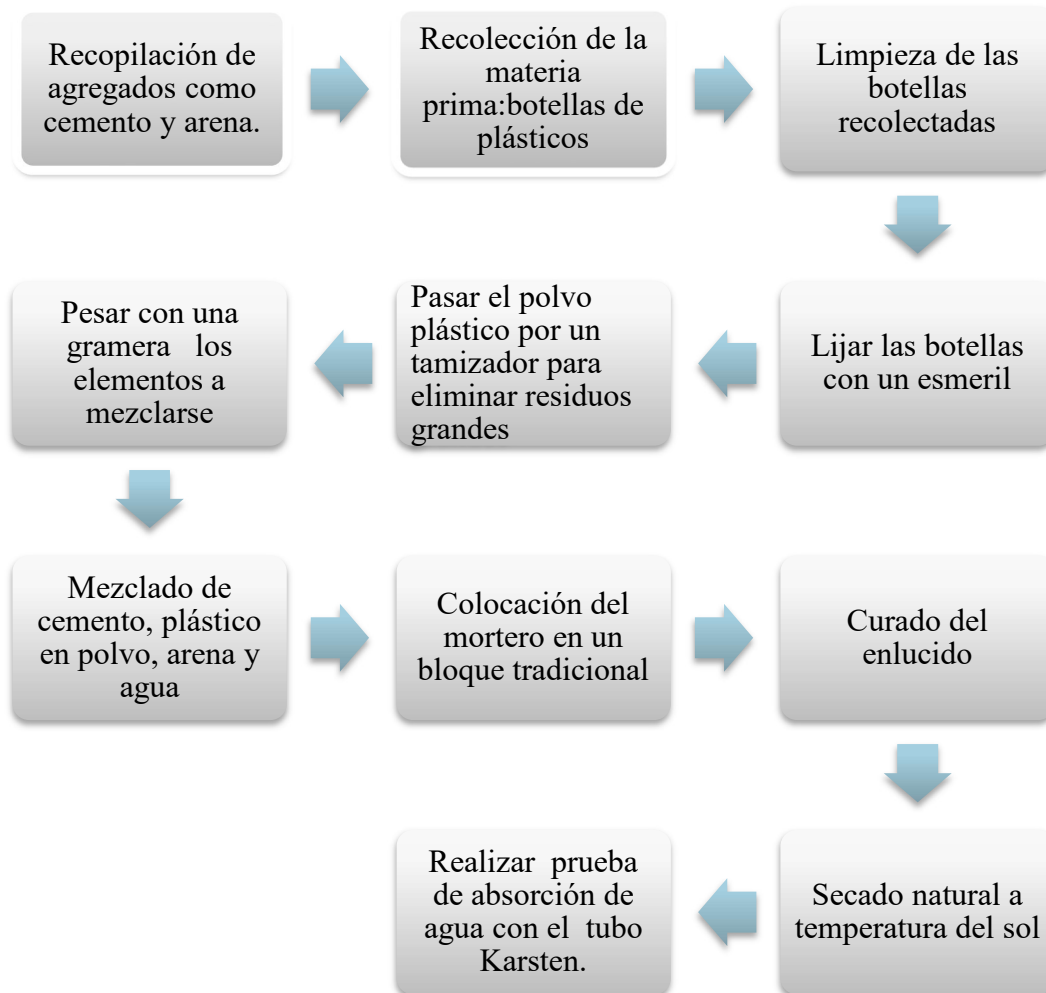 Recopilación de
agregados como
cemento y arena.
Recolección de la
materia
prima:botellas de
plásticos
Limpieza de las
botellas
recolectadas
Lijar las botellas
con un esmeril
Pasar el polvo
plástico por un
tamizador para
eliminar residuos
grandes
Pesar con una
gramera los
elementos a
mezclarse
Mezclado de
cemento, plástico
en polvo, arena y
agua
Colocación del
mortero en un
bloque tradicional
Curado del
enlucido
Secado natural a
temperatura del sol
Realizar prueba
de absorción de
agua con el tubo
Karsten.